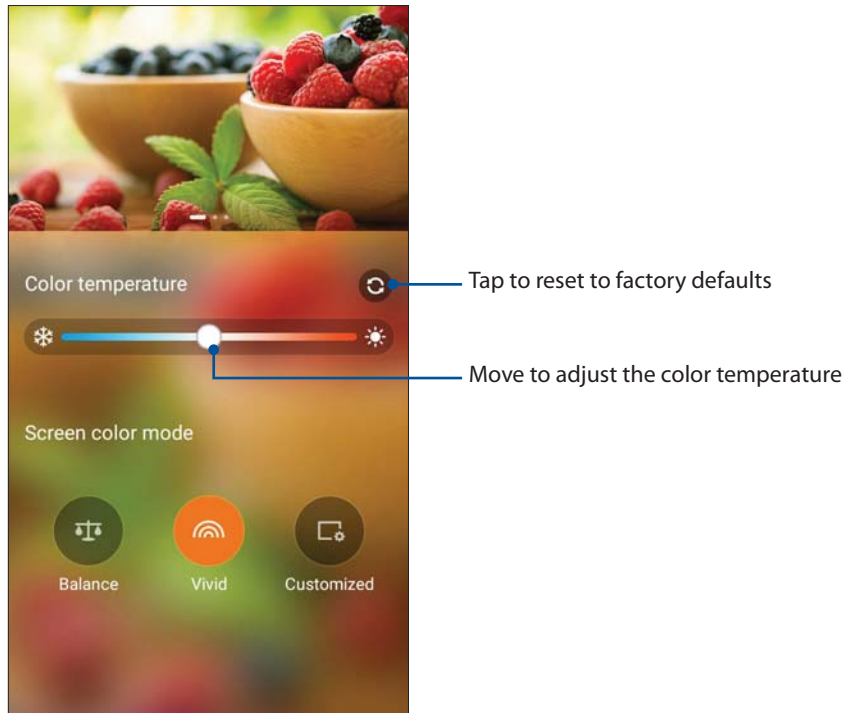 Color temperature
Tap to reset to factory defaults
Move to adjust the color temperature
Screen color mode
Balance
Vivid
Customized